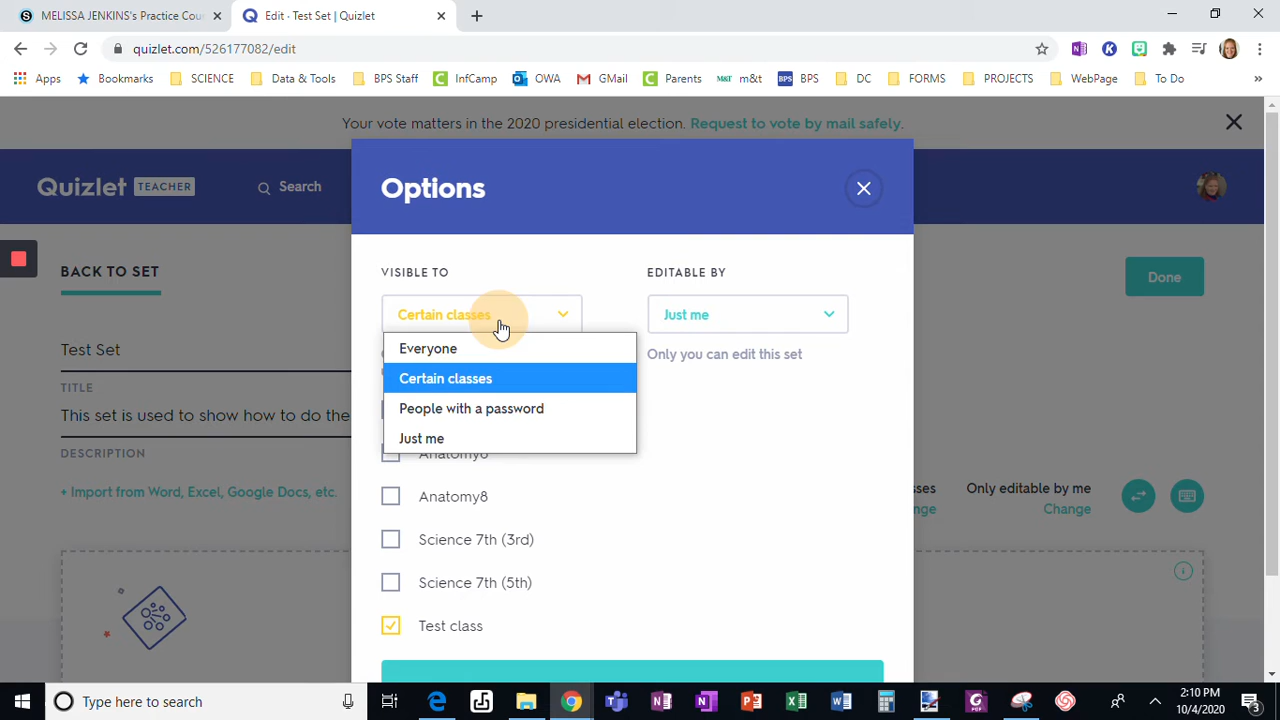 MELISSA JENKINS's Practice Cou
Edit · Test Set | Quizlet
quizlet.com/526177082/edit
Apps Bookmarks SCIENCE Data & Tools BPS Staff InfCamp OWA GMail Parents m&t BPS DC FORMS PROJECTS WebPage To Do »
Your vote matters in the 2020 presidential election. Request to vote by mail safely.
Quizlet TEACHER Search
Options
BACK TO SET
VISIBLE TO
EDITABLE BY
Done
Certain classes
Just me
Everyone
Only you can edit this set
Certain classes
People with a password
Just me
Test Set
TITLE
This set is used to show how to do the
DESCRIPTION
+ Import from Word, Excel, Google Docs, etc.
Anatomy8
Only editable by me
Change
Science 7th (3rd)
Science 7th (5th)
Test class
Type here to search
2:10 PM
10/4/2020
3